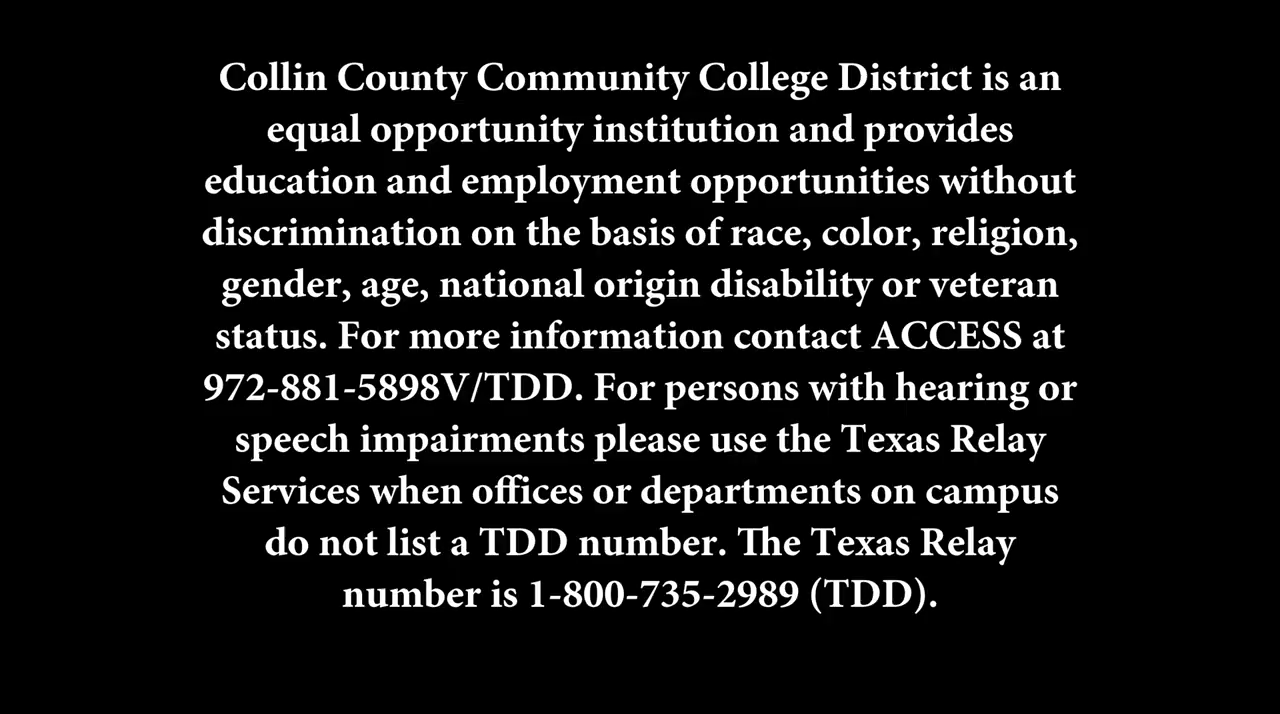 Collin County Community College District is an
equal opportunity institution and provides
education and employment opportunities without
discrimination on the basis of race, color, religion,
gender, age, national origin disability or veteran
status. For more information contact ACCESS at
972-881-5898V/TDD. For persons with hearing or
speech impairments please use the Texas Relay
Services when offices or departments on campus
do not list a TDD number. The Texas Relay
number is 1-800-735-2989 (TDD).